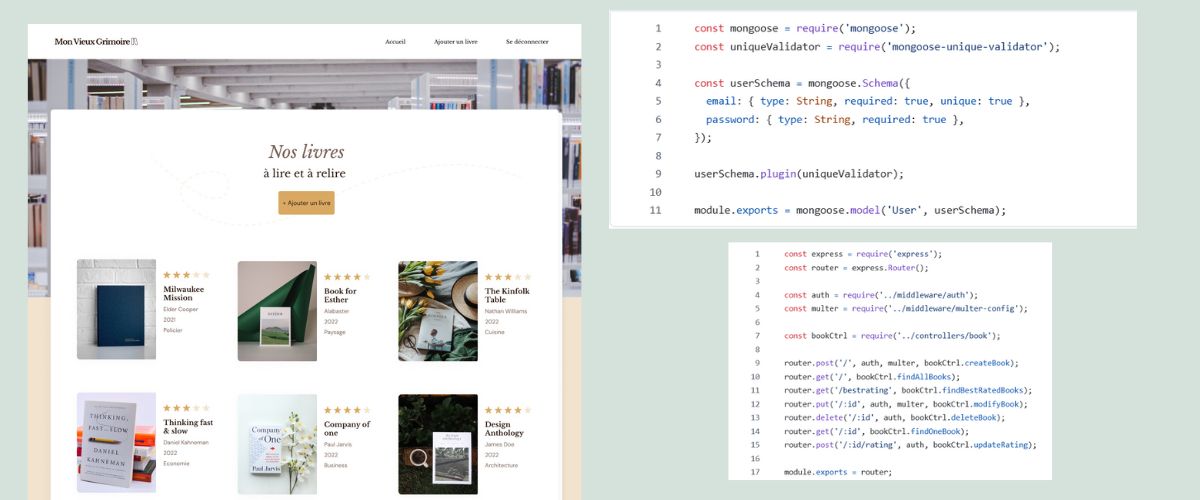 Mon Vieux Grimoire
Accueil
Ajouter un livre
Se déconnecter
Nos livres
à lire et à relire
+ Ajouter un livre
Milwaukee
Mission
Elder Cooper
2021
Policier
Book for
Esther
Alabaster
2022
Paysage
The Kinfolk
Table
Nathan Williams
2022
Cuisine
THINKING,
FAST AND SLOW
DANIEL
KAHNEMAN
Thinking fast
& slow
Daniel Kahneman
2022
Economie
Company
of One
Paul Jarvis
Company of
one
Paul Jarvis
2022
Business
Design
Anthology
James Doe
2022
Architecture
1 const mongoose = require('mongoose');
2 const uniqueValidator = require('mongoose-unique-validator');
3
4 const userSchema = mongoose.Schema({
5 email: { type: String, required: true, unique: true },
6 password: { type: String, required: true },
7 });
8
9 userSchema.plugin(uniqueValidator);
10
11 module.exports = mongoose.model('User', userSchema);
1 const express = require('express');
2 const router = express.Router();
3
4 const auth = require('../middleware/auth');
5 const multer = require('../middleware/multer-config');
6
7 const bookCtrl = require('../controllers/book');
8
9 router.post('/', auth, multer, bookCtrl.createBook);
10 router.get('/', bookCtrl.findAllBooks);
11 router.get('/bestrating', bookCtrl.findBestRatedBooks);
12 router.put('/:id', auth, multer, bookCtrl.modifyBook);
13 router.delete('/:id', auth, bookCtrl.deleteBook);
14 router.get('/:id', bookCtrl.findOneBook);
15 router.post('/:id/rating', auth, bookCtrl.updateRating);
16
17 module.exports = router;